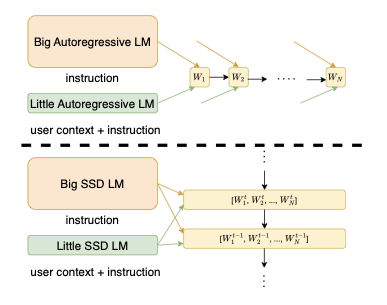 Big Autoregressive LM
instruction
W_1 W_2 .... W_N
Little Autoregressive LM
user context + instruction
Big SSD LM
[W_1^t, W_2^t, ..., W_N^t]
instruction
Little SSD LM
[W_1^{t-1}, W_2^{t-1}, ..., W_N^{t-1}]
user context + instruction